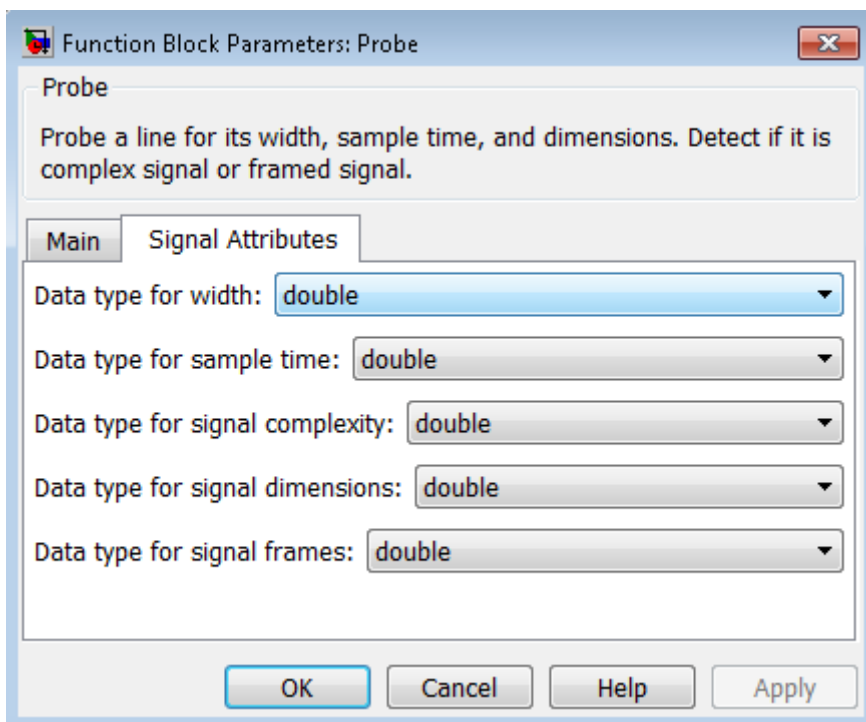 Function Block Parameters: Probe
Probe
Probe a line for its width, sample time, and dimensions. Detect if it is
complex signal or framed signal.
Main Signal Attributes
Data type for width: double
Data type for sample time: double
Data type for signal complexity: double
Data type for signal dimensions: double
Data type for signal frames: double
OK Cancel Help Apply